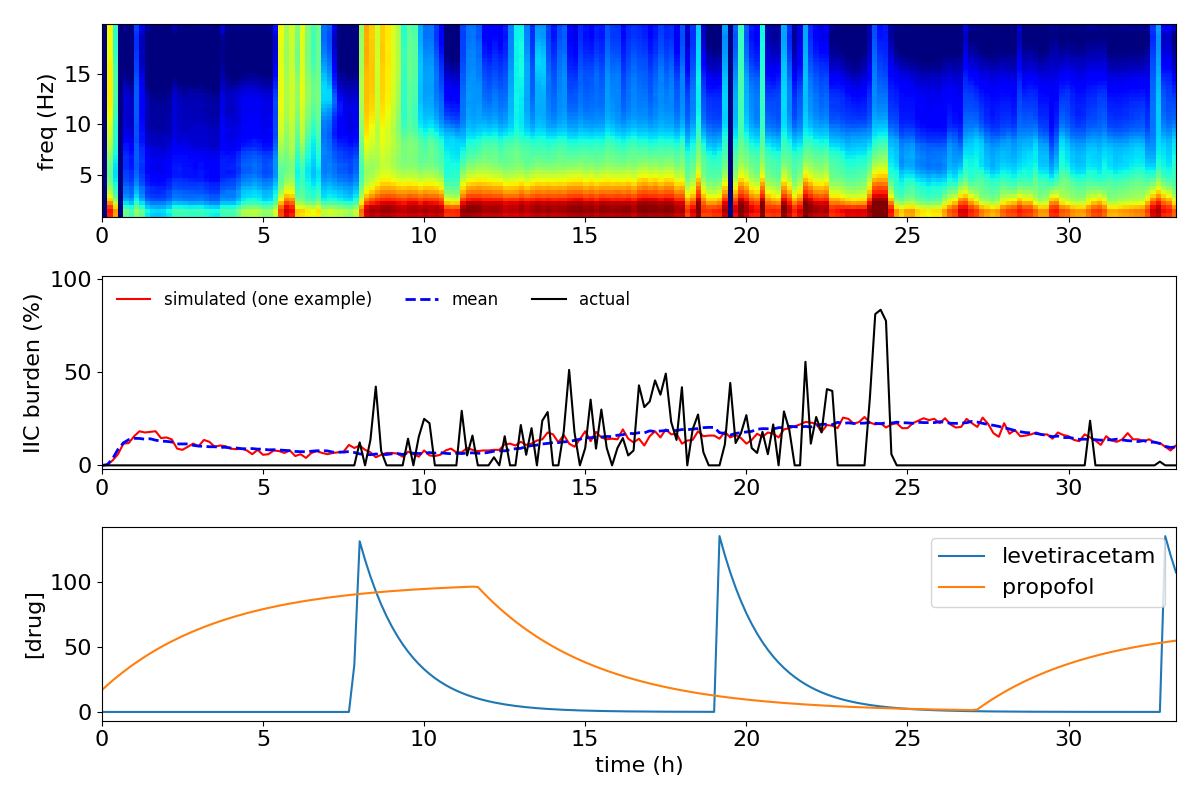 freq (Hz)
15
10
5
0 5 10 15 20 25 30
IIC burden (%)
100
50
0
simulated (one example) mean actual
0 5 10 15 20 25 30
[drug]
100
50
0
levetiracetam
propofol
0 5 10 15 20 25 30
time (h)